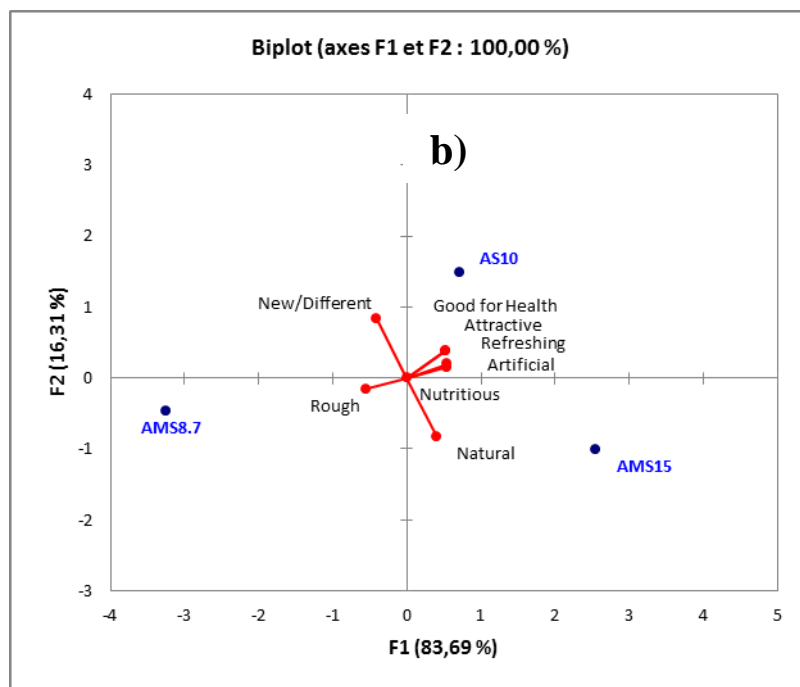 Biplot (axes F1 et F2 : 100,00 %)
4
b)
3
2
AS10
New/Different
Good for Health
1
Attractive
Refreshing
Artificial
F2 (16,31 %)
0
Nutritious
Rough
AMS8.7
Natural
-1
AMS15
-2
-3
-4 -3 -2 -1 0 1 2 3 4 5
F1 (83,69 %)